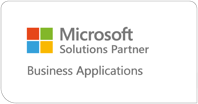 Microsoft
Solutions Partner
Business Applications